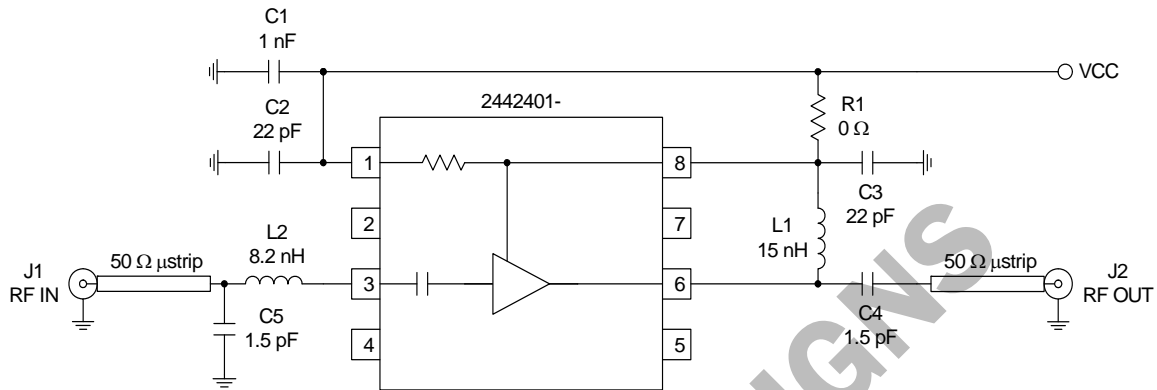 C1
1 nF
VCC
C2
22 pF
2442401-
R1
0 Ω
1
8
C3
22 pF
2
7
L2
8.2 nH
L1
15 nH
J1
RF IN
50 Ω µstrip
3
6
50 Ω µstrip
J2
RF OUT
C5
1.5 pF
C4
1.5 pF
4
5
IGNS